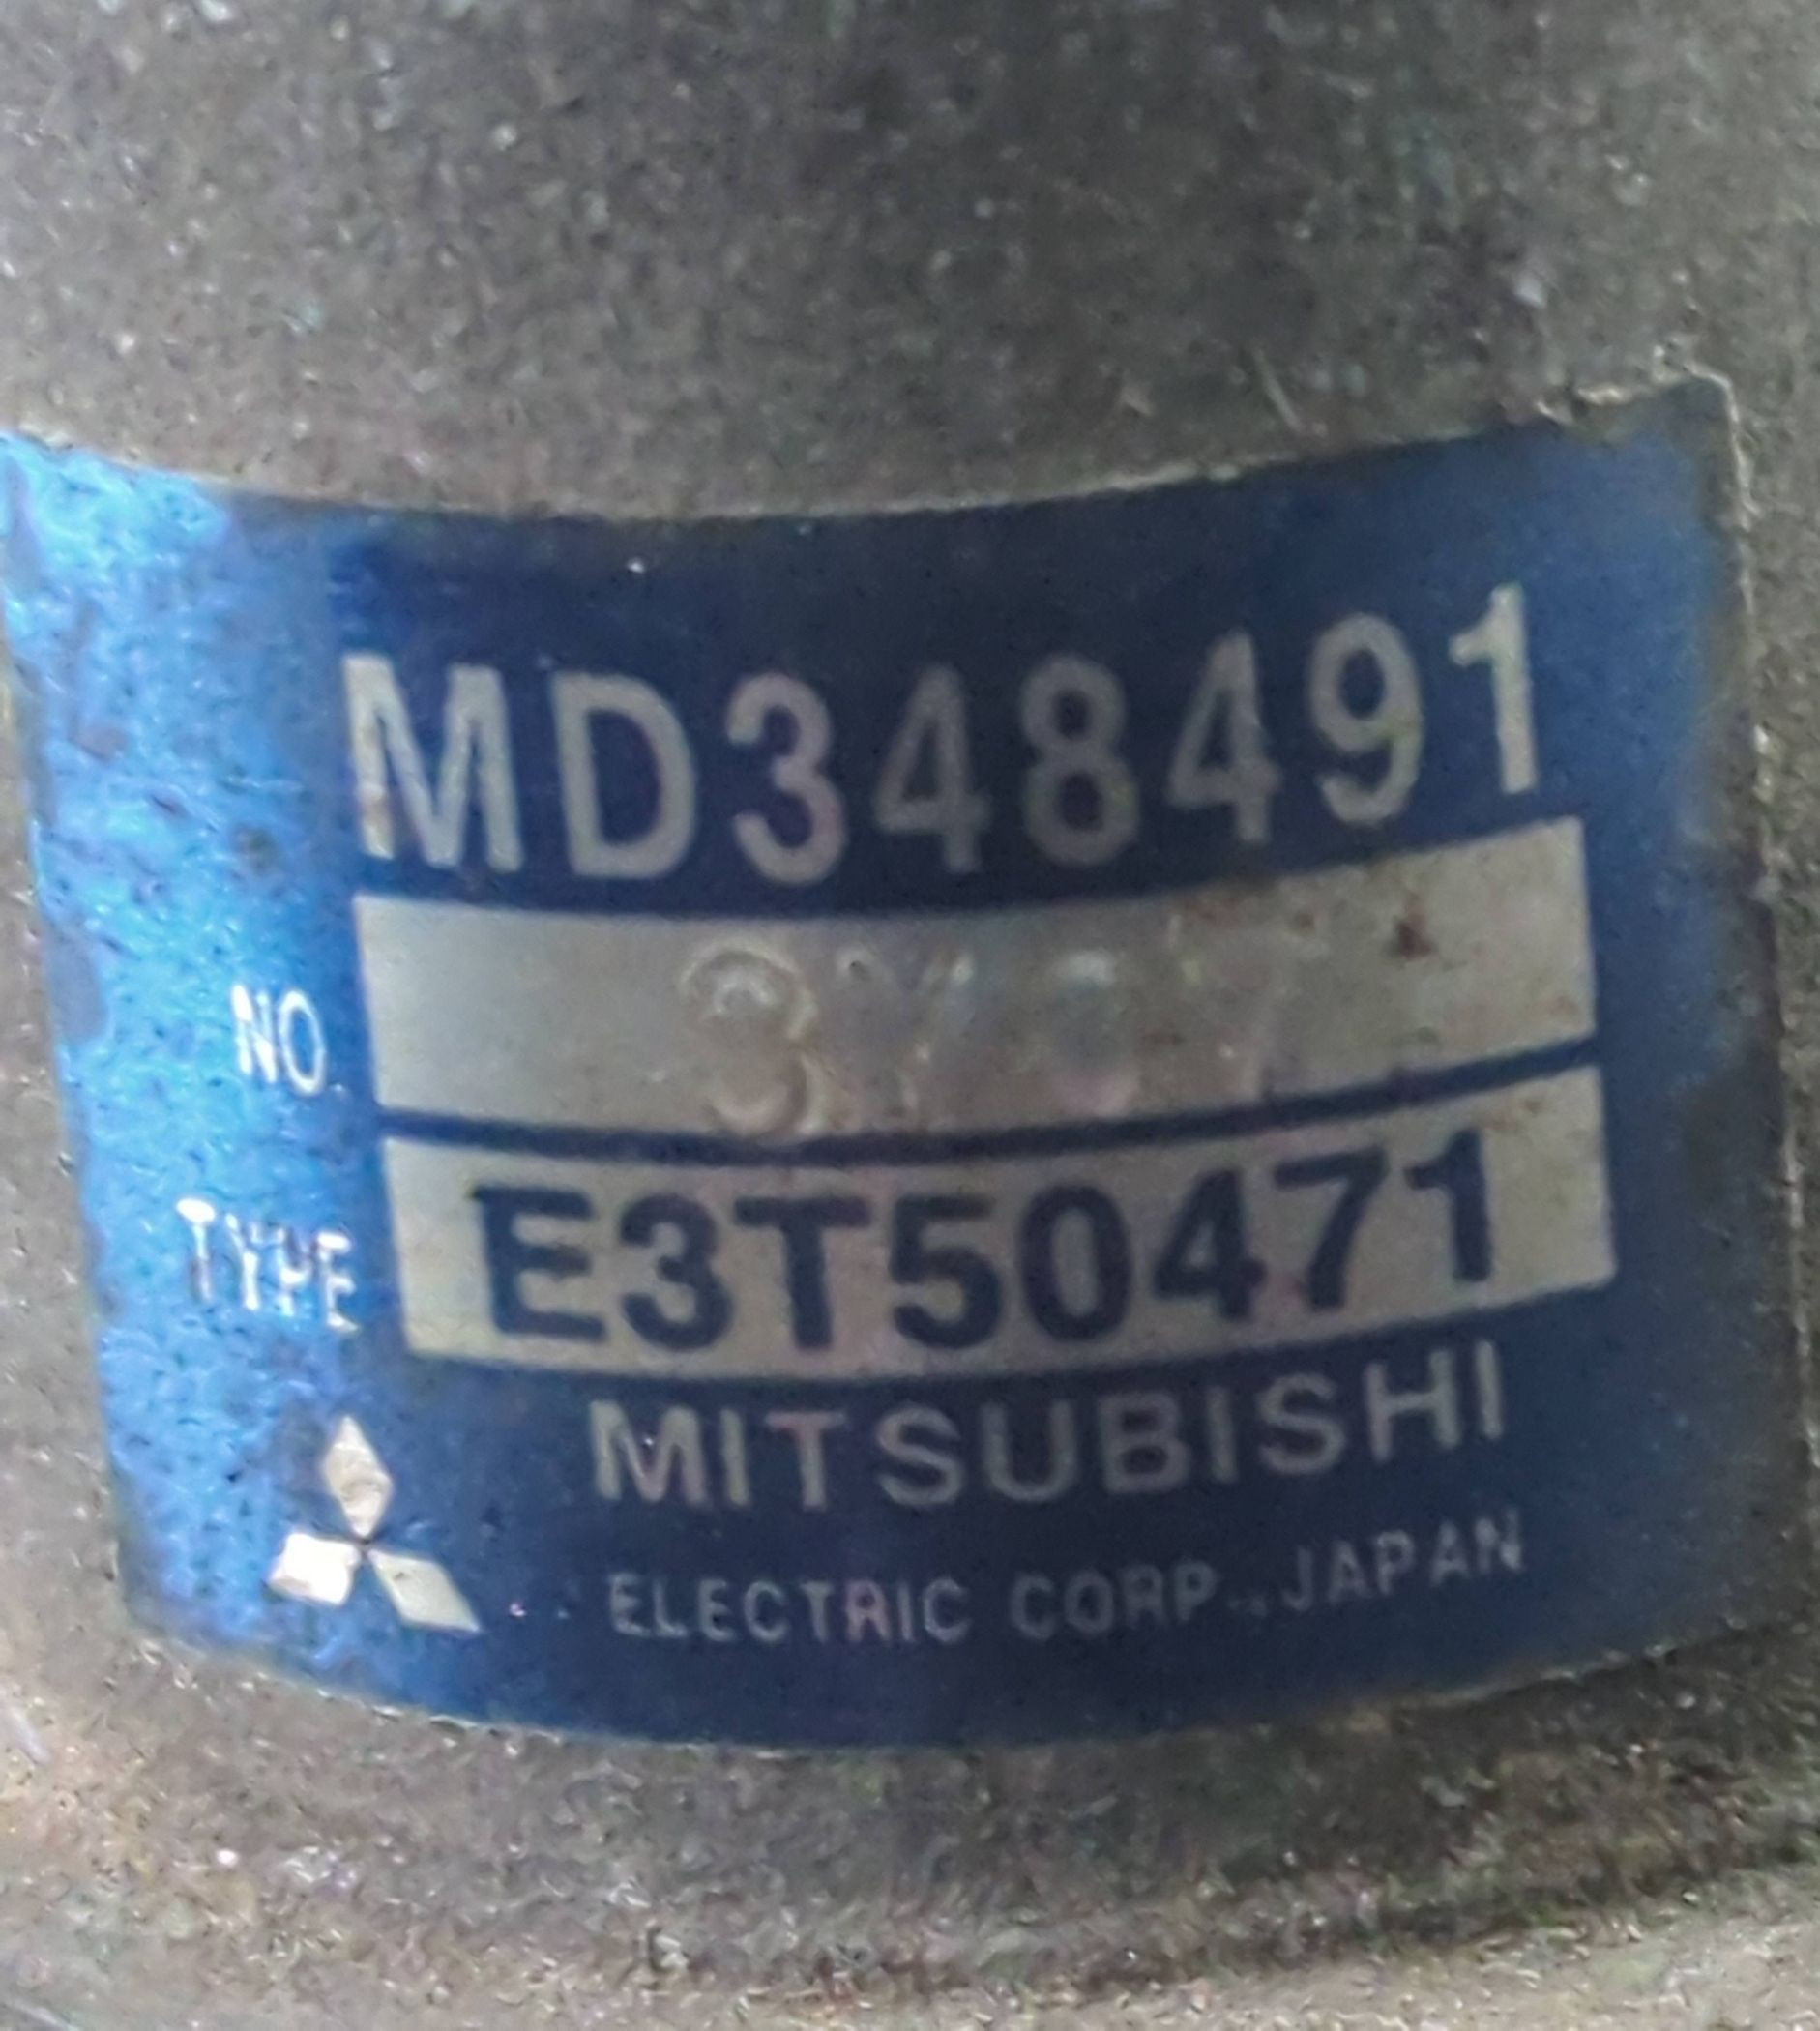 MD348491
NO.
TYPE E3T50471
MITSUBISHI
ELECTRIC CORP., JAPAN